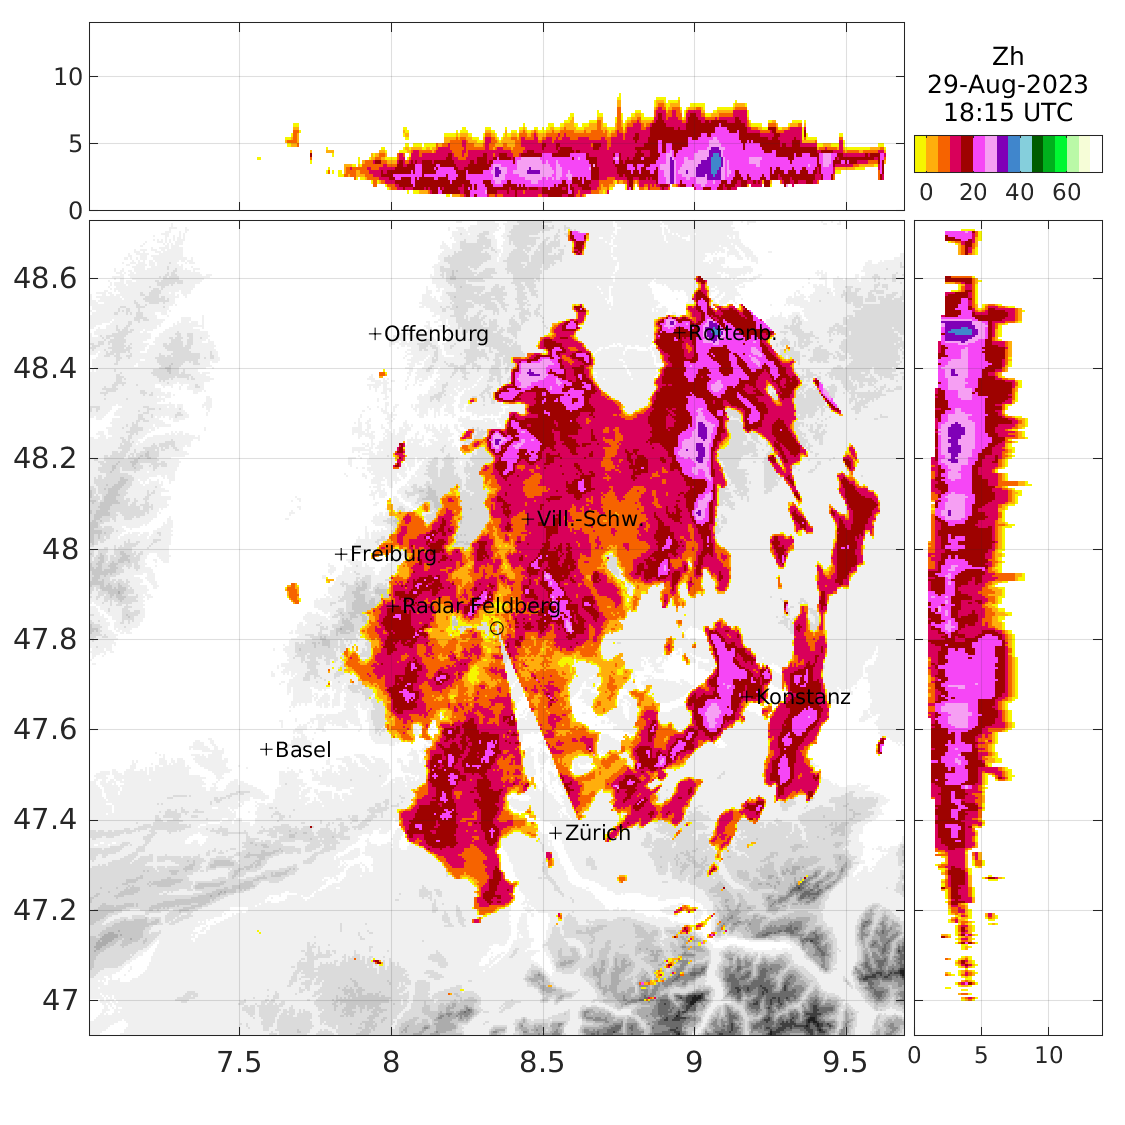 10
5
0
Zh
29-Aug-2023
18:15 UTC
0 20 40 60
48.6
48.4
48.2
48
47.8
47.6
47.4
47.2
47
+Offenburg
+Rottenb.
+Vill.-Schw.
+Freiburg
+Radar Feldberg
+Konstanz
+Basel
+Zürich
7.5 8 8.5 9 9.5
0 5 10